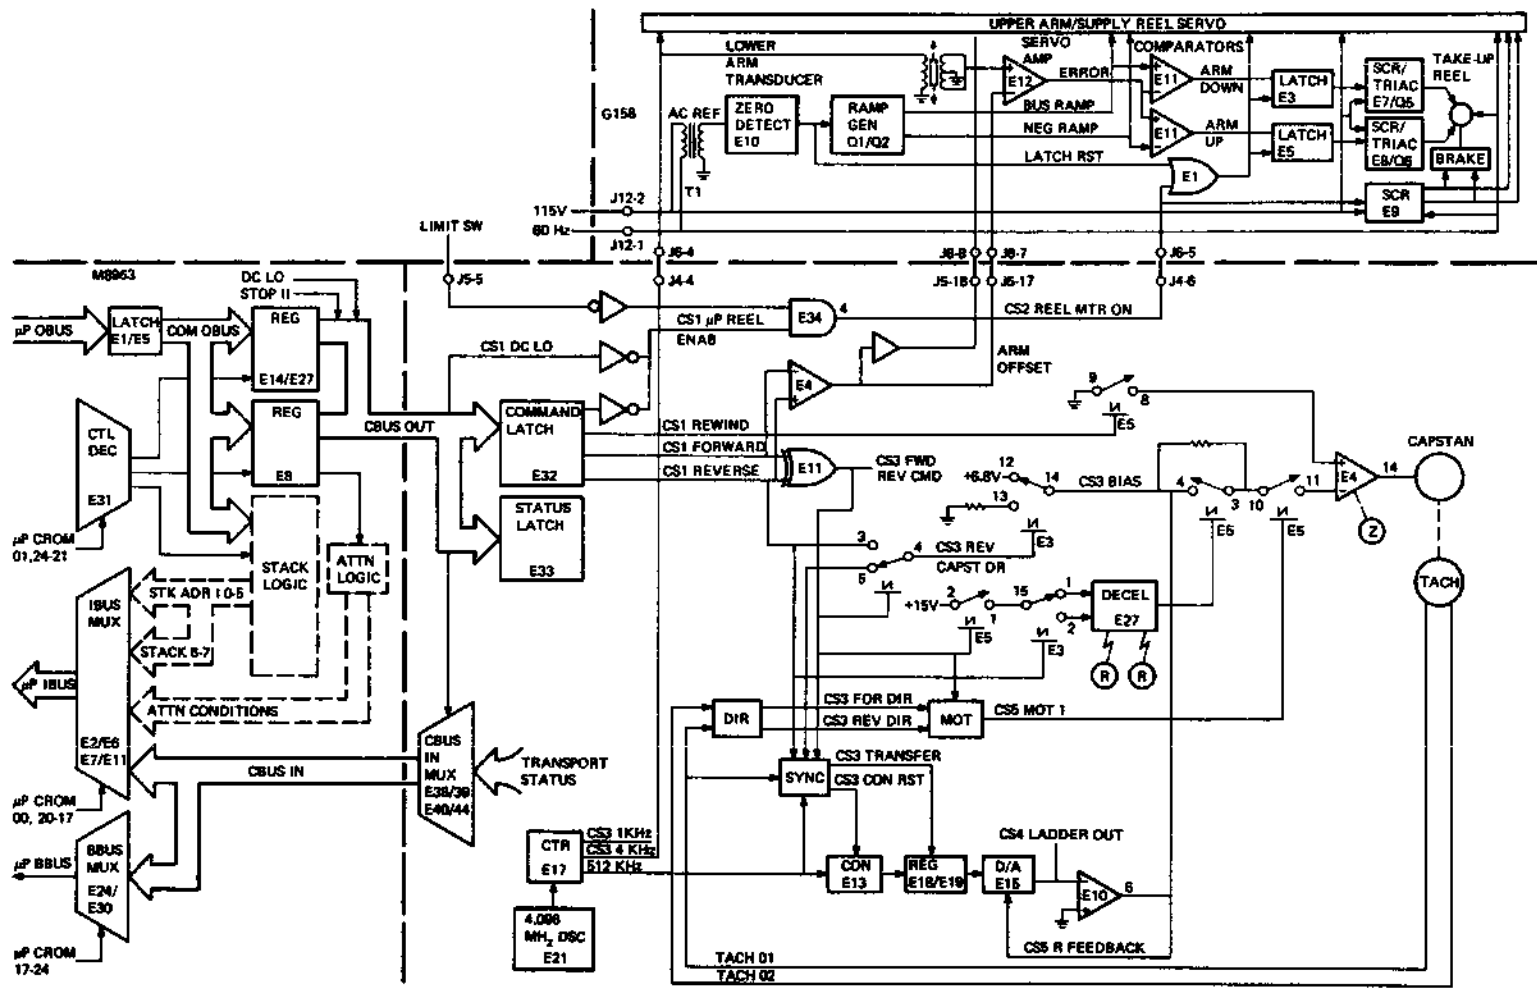 UPPER ARM/SUPPLY REEL SERVO
G158
LOWER
ARM
TRANSDUCER
AC REF
T1
ZERO
DETECT
E10
RAMP
GEN
Q1/Q2
SERVO
AMP
E12
ERROR
BUS RAMP
NEG RAMP
LATCH RST
COMPARATORS
E11
ARM
DOWN
E11
ARM
UP
E1
LATCH
E3
LATCH
E5
SCR/
TRIAC
E7/Q5
SCR/
TRIAC
E8/Q6
TAKE-UP
REEL
BRAKE
SCR
E9
115V
60 Hz
J12-2
J12-1
J6-4
J4-4
J6-8
J6-7
J5-18
J5-17
J6-5
J4-6
LIMIT SW
J5-5
M8963
DC LO
STOP II
µP OBUS
LATCH
E1/E5
COM OBUS
REG
E14/E27
REG
E8
CTL
DEC
E31
µP CROM
01,24-21
STACK
LOGIC
ATTN
LOGIC
STK ADR I 0-5
STACK 6-7
IBUS
MUX
E2/E6
E7/E11
µP IBUS
ATTN CONDITIONS
µP CROM
00, 20-17
BBUS
MUX
E24/
E30
µP BBUS
µP CROM
17-24
CBUS OUT
CBUS IN
CBUS
IN
MUX
E38/39
E40/44
TRANSPORT
STATUS
CS1 DC LO
CS1 µP REEL
ENAB
E34
4
CS2 REEL MTR ON
COMMAND
LATCH
E32
STATUS
LATCH
E33
CS1 REWIND
CS1 FORWARD
CS1 REVERSE
E4
ARM
OFFSET
E11
CS3 FWD
REV CMD
9
8
E5
12
+6.8V
14
13
E3
CS3 BIAS
4
3
10
11
E5
E5
E4
14
Z
CAPSTAN
TACH
3
4
5
CS3 REV
CAPST DR
+15V
2
1
15
1
2
E5
E3
DECEL
E27
R
R
DIR
CS3 FOR DIR
CS3 REV DIR
MOT
CS5 MOT 1
SYNC
CS3 TRANSFER
CS3 CON RST
CTR
E17
CS3 1KHz
CS3 4 KHz
512 KHz
4.096
MHz OSC
E21
CON
E13
REG
E18/E19
D/A
E15
CS4 LADDER OUT
E10
6
CS5 R FEEDBACK
TACH 01
TACH 02